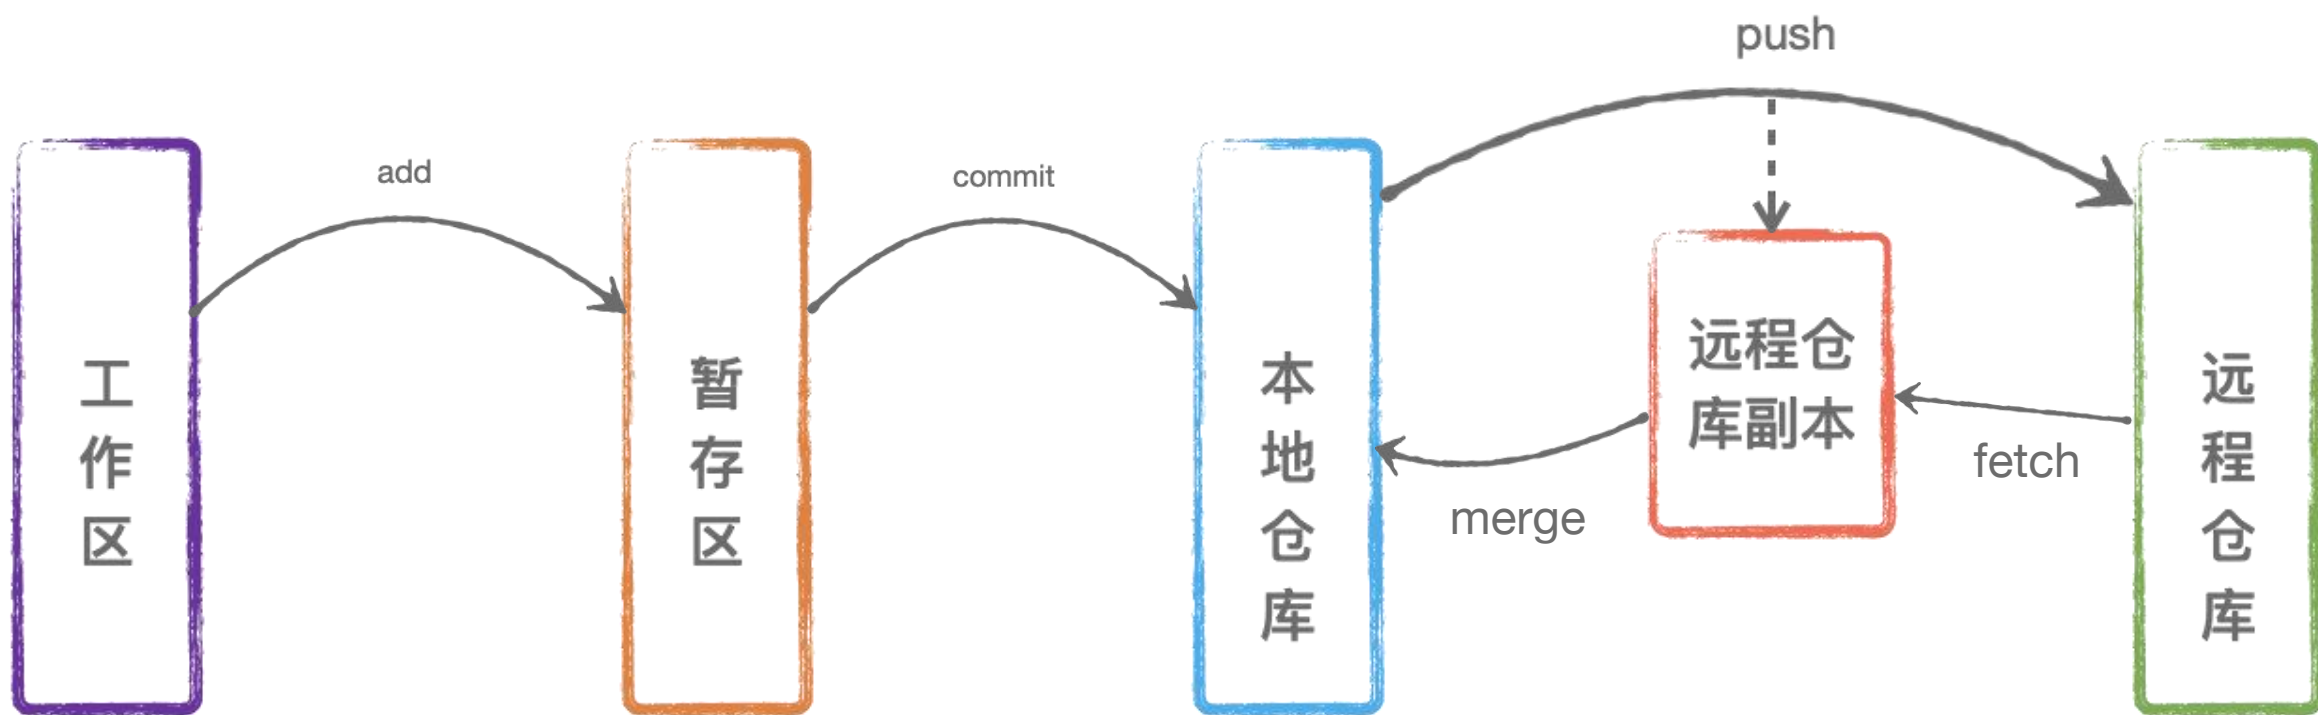 push
add
commit
工
作
区
暂
存
区
本
地
仓
库
远程仓
库副本
merge
fetch
远
程
仓
库